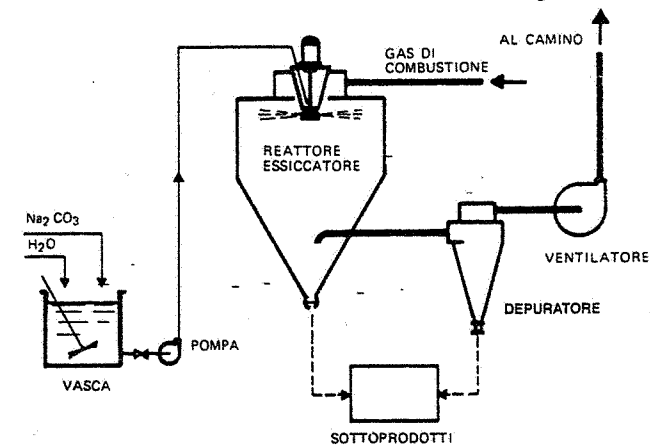 AL CAMINO
GAS DI
COMBUSTIONE
REATTORE
ESSICCATORE
Na2 CO3
H2O
VENTILATORE
DEPURATORE
POMPA
VASCA
SOTTOPRODOTTI